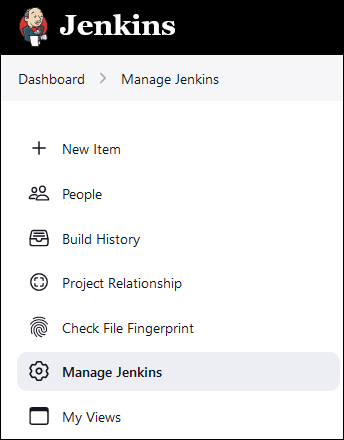 Jenkins
Dashboard > Manage Jenkins
New Item
People
Build History
Project Relationship
Check File Fingerprint
Manage Jenkins
My Views